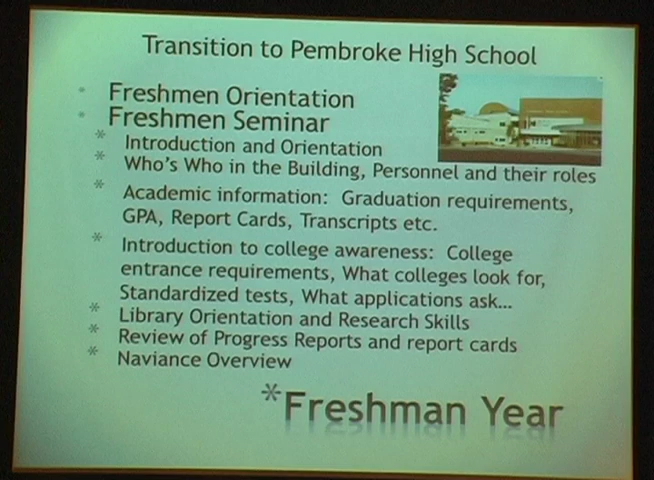 Transition to Pembroke High School
* Freshmen Orientation
* Freshmen Seminar
* Introduction and Orientation
* Who's Who in the Building, Personnel and their roles
* Academic information: Graduation requirements,
GPA, Report Cards, Transcripts etc.
* Introduction to college awareness: College
entrance requirements, What colleges look for,
Standardized tests, What applications ask...
* Library Orientation and Research Skills
* Review of Progress Reports and report cards
* Naviance Overview
*Freshman Year